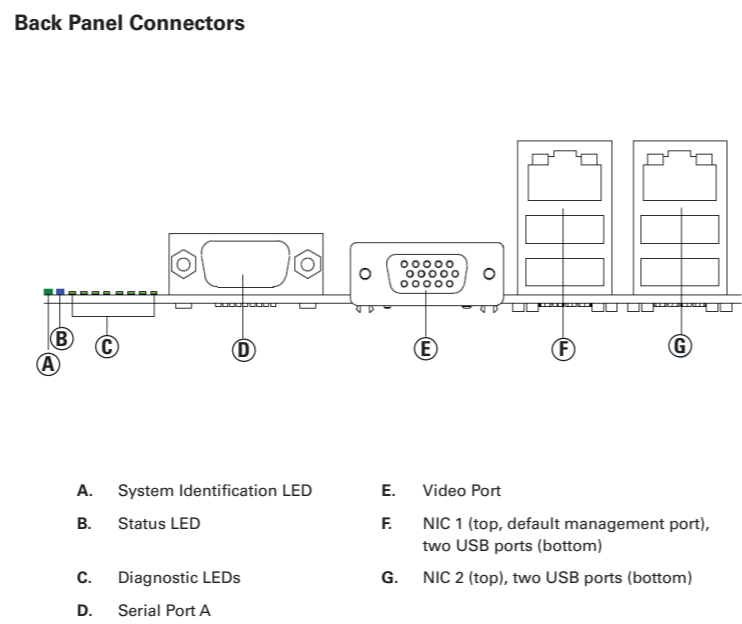 Back Panel Connectors
A
B
C
D
E
F
G
A. System Identification LED
B. Status LED
C. Diagnostic LEDs
D. Serial Port A
E. Video Port
F. NIC 1 (top, default management port),
two USB ports (bottom)
G. NIC 2 (top), two USB ports (bottom)